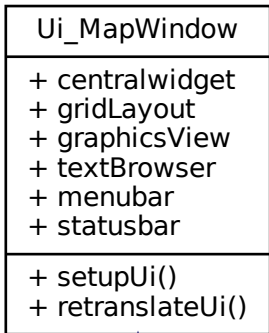 Ui_MapWindow
+ centralwidget
+ gridLayout
+ graphicsView
+ textBrowser
+ menubar
+ statusbar
+ setupUi()
+ retranslateUi()